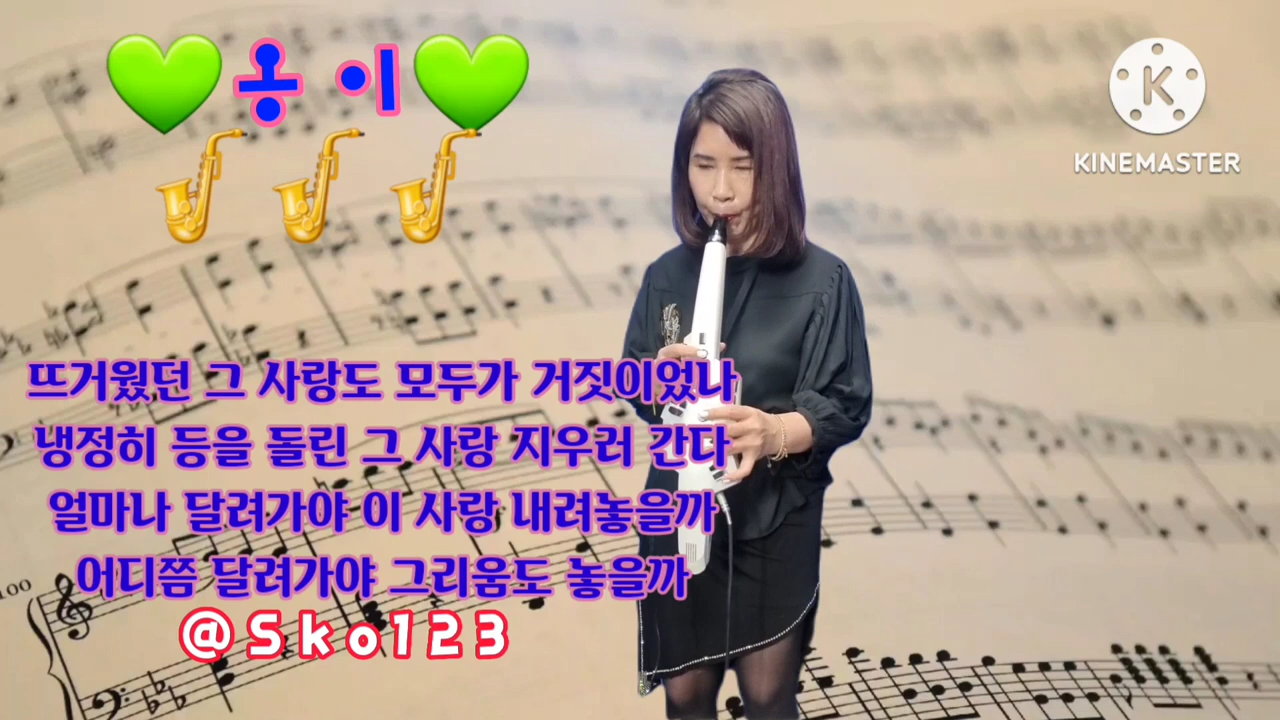 옹 이
K
KINEMASTER
뜨거웠던 그 사랑도 모두가 거짓이었나
냉정히 등을 돌린 그 사랑 지우러 간다
얼마나 달려가야 이 사랑 내려놓을까
어디쯤 달려가야 그리움도 놓을까
100
@Sko123